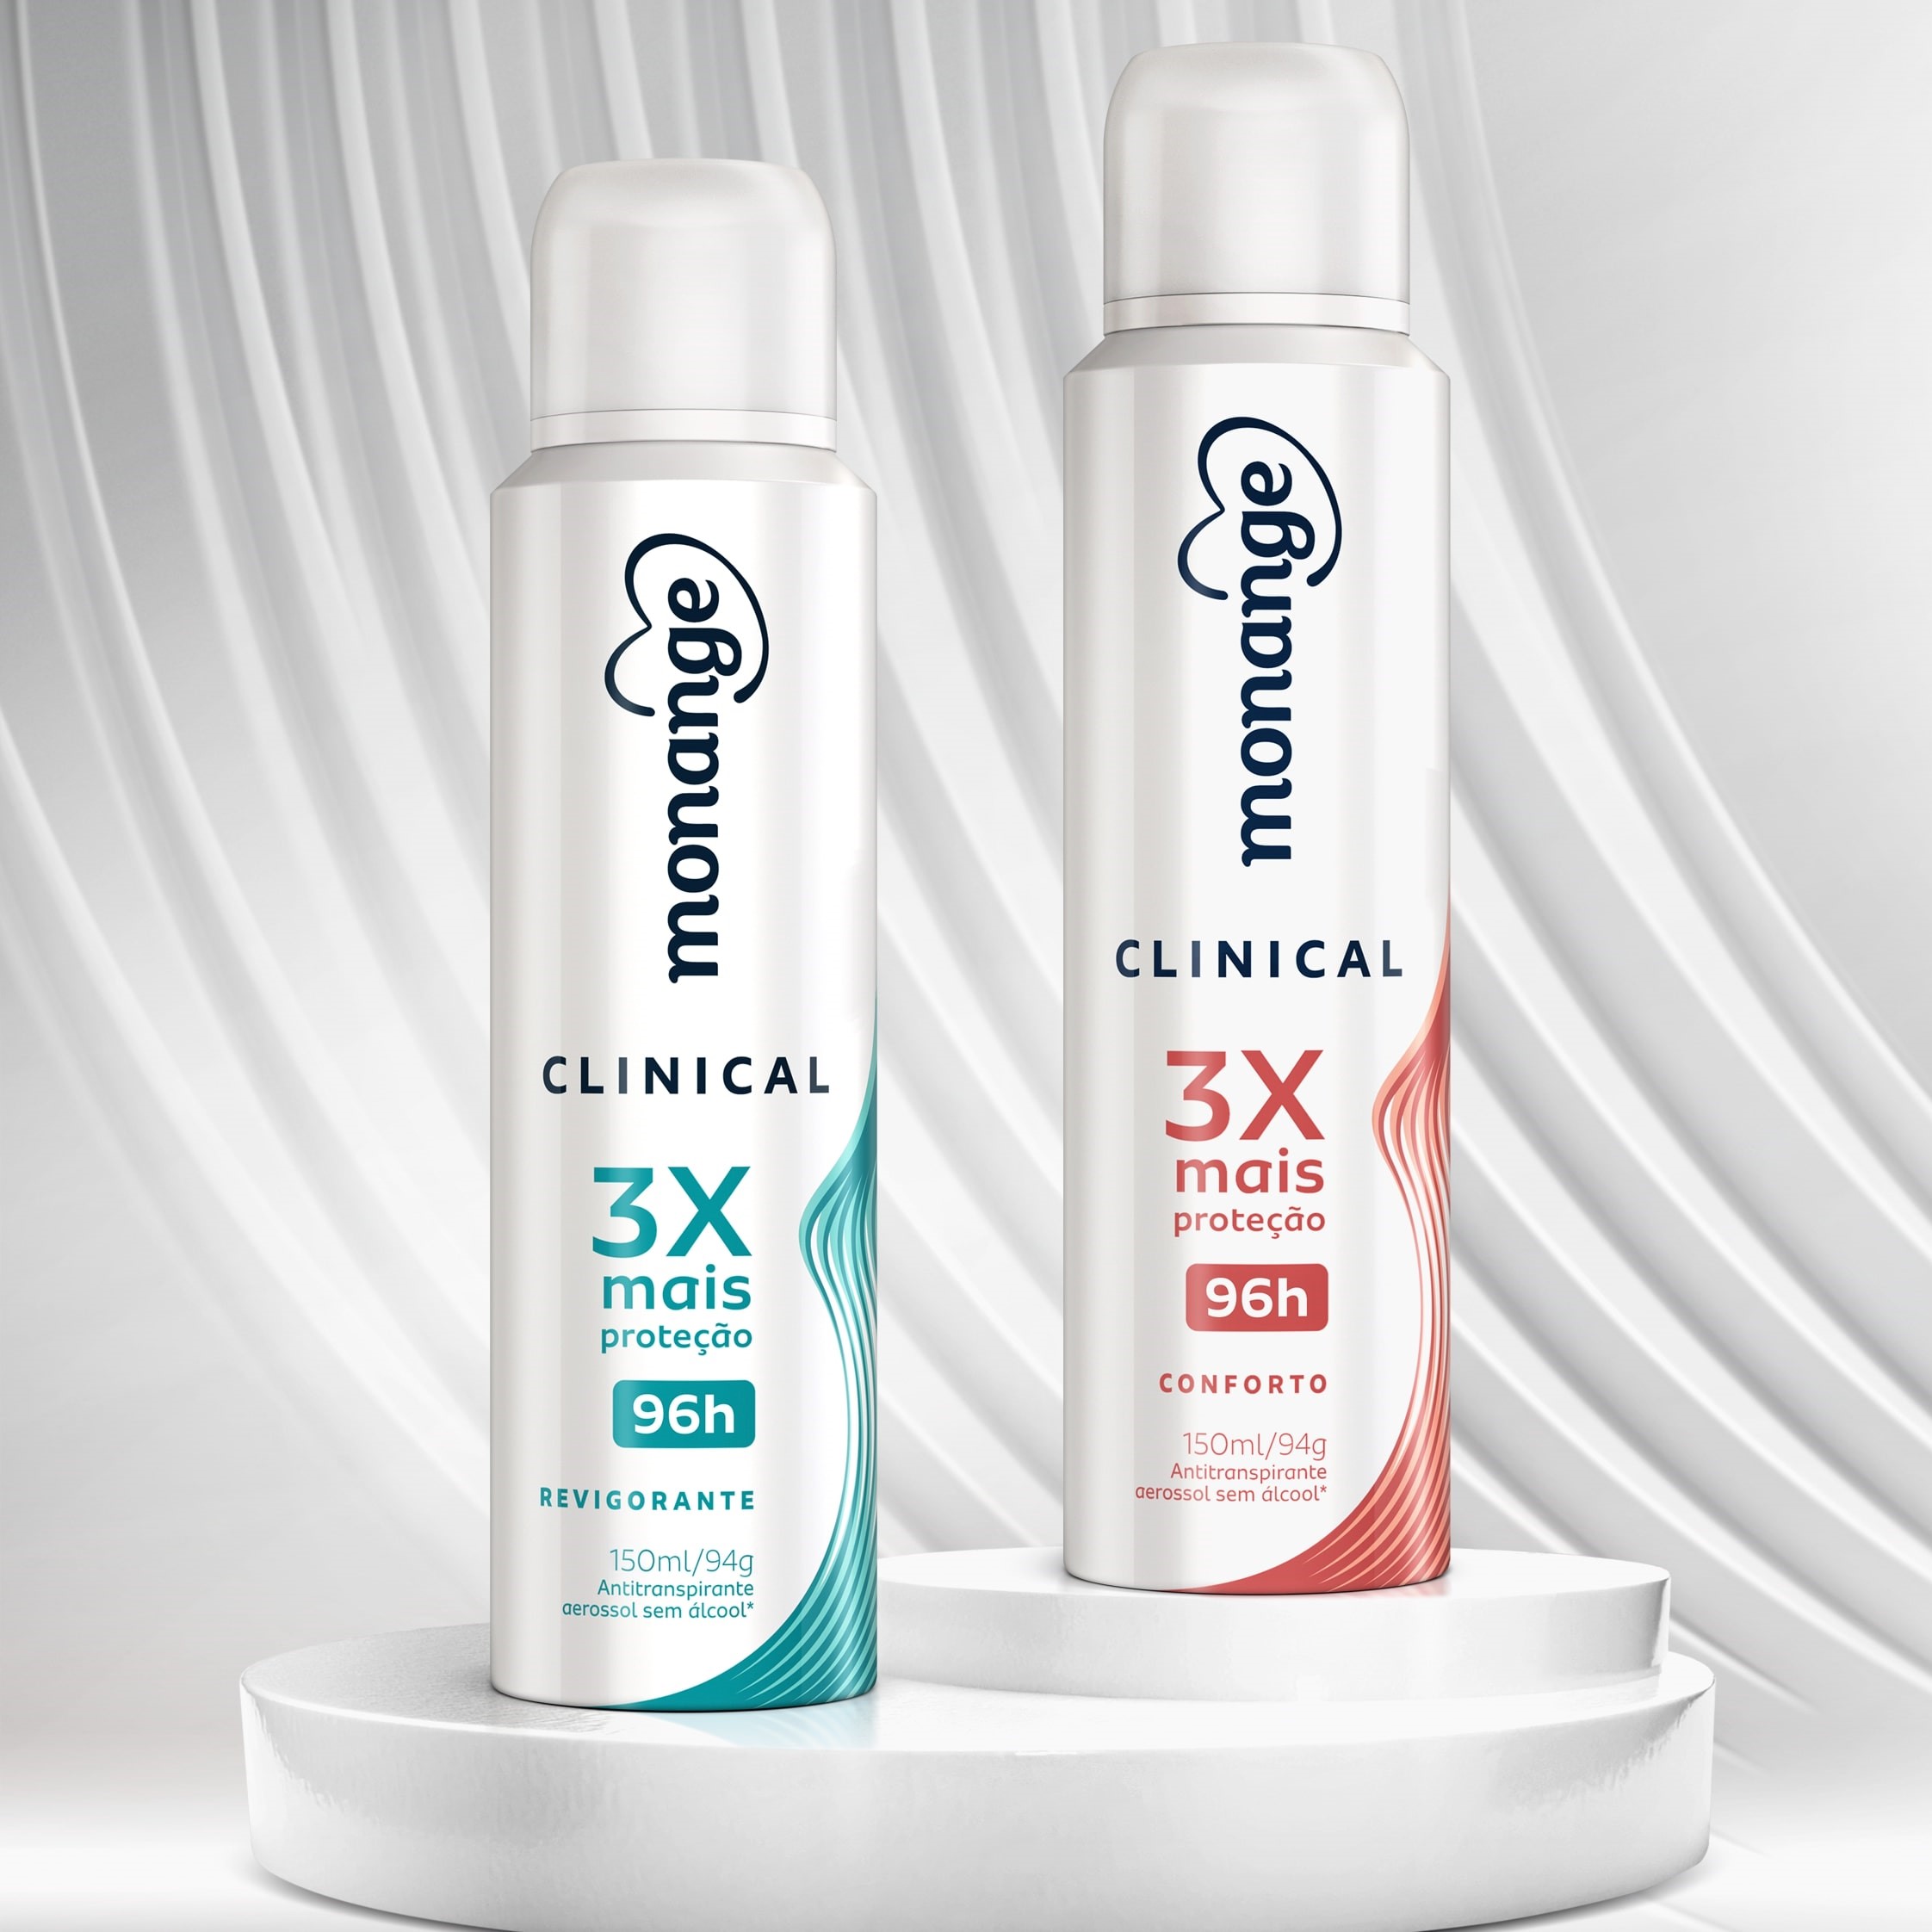 monange
CLINICAL
3X
mais
proteção
96h
REVIGORANTE
150ml/94g
Antitranspirante
aerossol sem álcool*
monange
CLINICAL
3X
mais
proteção
96h
CONFORTO
150ml/94g
Antitranspirante
aerossol sem álcool*